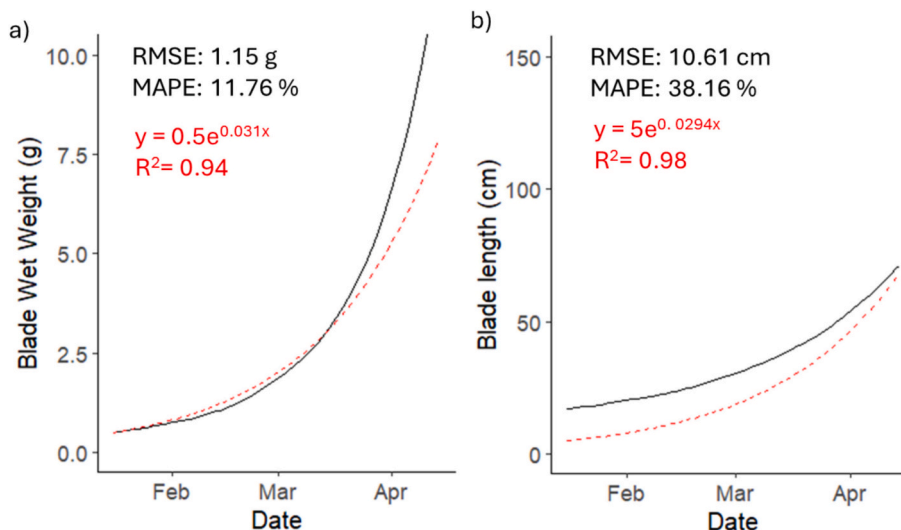 a)
RMSE: 1.15 g
MAPE: 11.76 %
y = 0.5e^0.031x
R²= 0.94
10.0
7.5
5.0
2.5
0.0
Blade Wet Weight (g)
Feb Mar Apr
Date
b)
RMSE: 10.61 cm
MAPE: 38.16 %
y = 5e^0.0294x
R²= 0.98
150
100
50
0
Blade length (cm)
Feb Mar Apr
Date